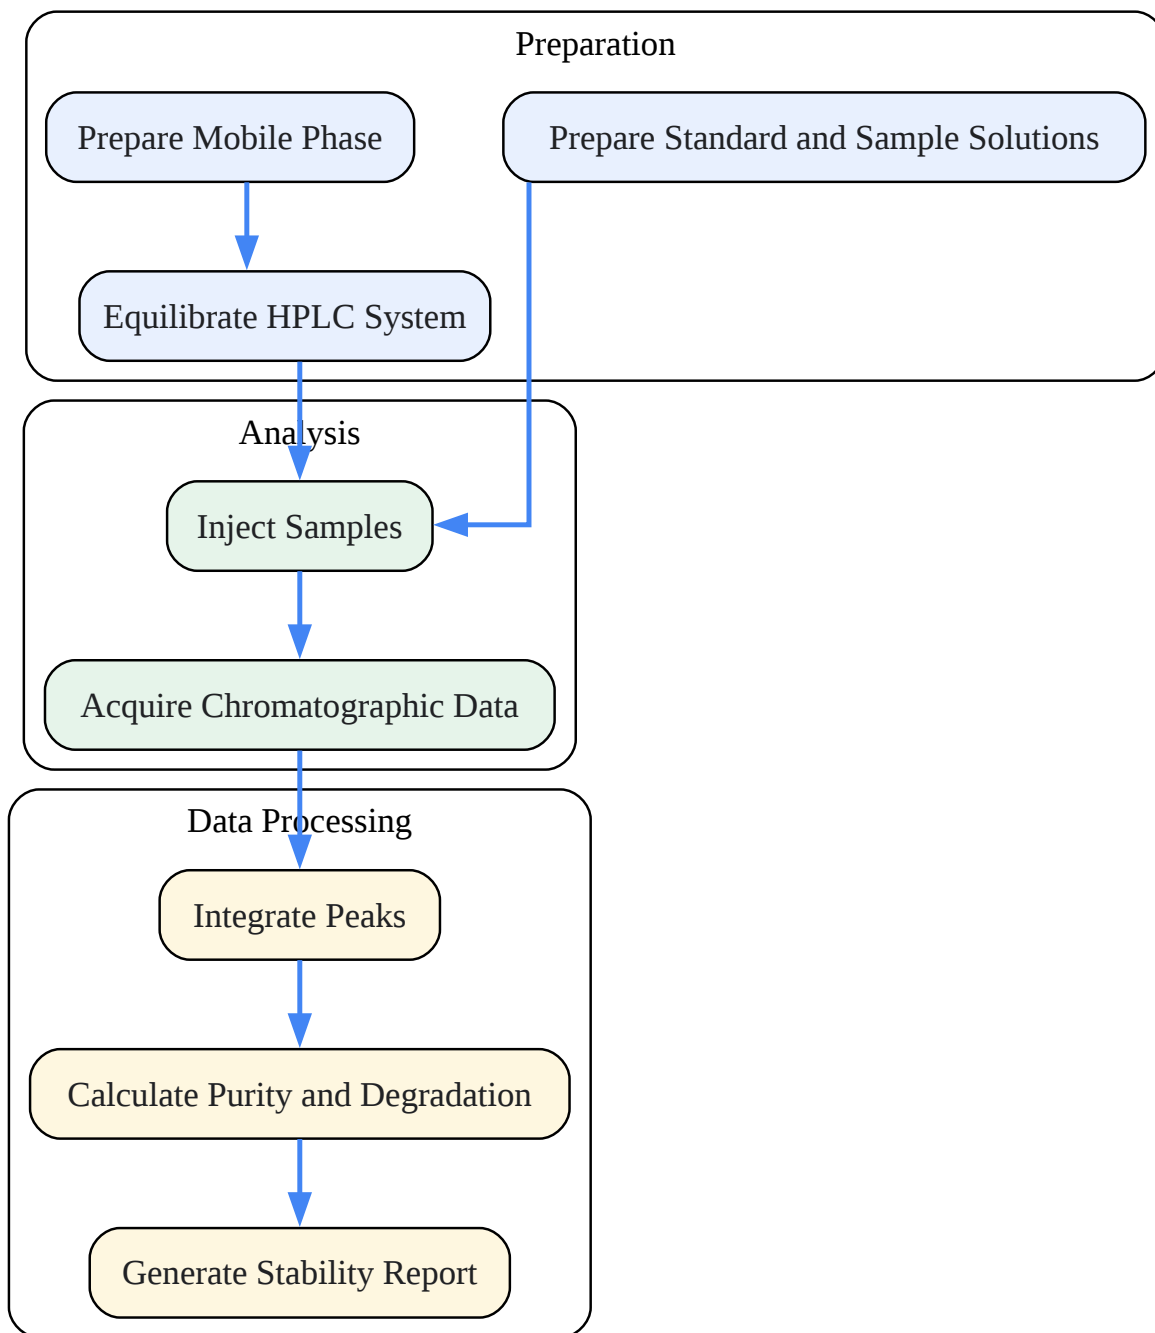 Preparation
Prepare Mobile Phase
Prepare Standard and Sample Solutions
Equilibrate HPLC System
Analysis
Inject Samples
Acquire Chromatographic Data
Data Processing
Integrate Peaks
Calculate Purity and Degradation
Generate Stability Report